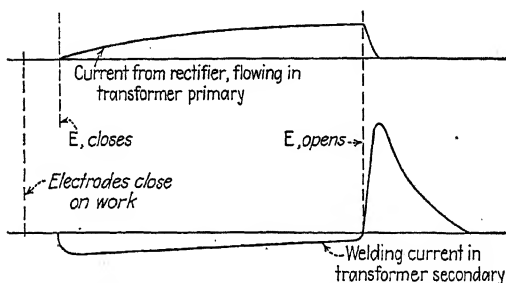 Current from rectifier, flowing in
transformer primary
E, closes
E, opens
Electrodes close
on work
Welding current in
transformer secondary